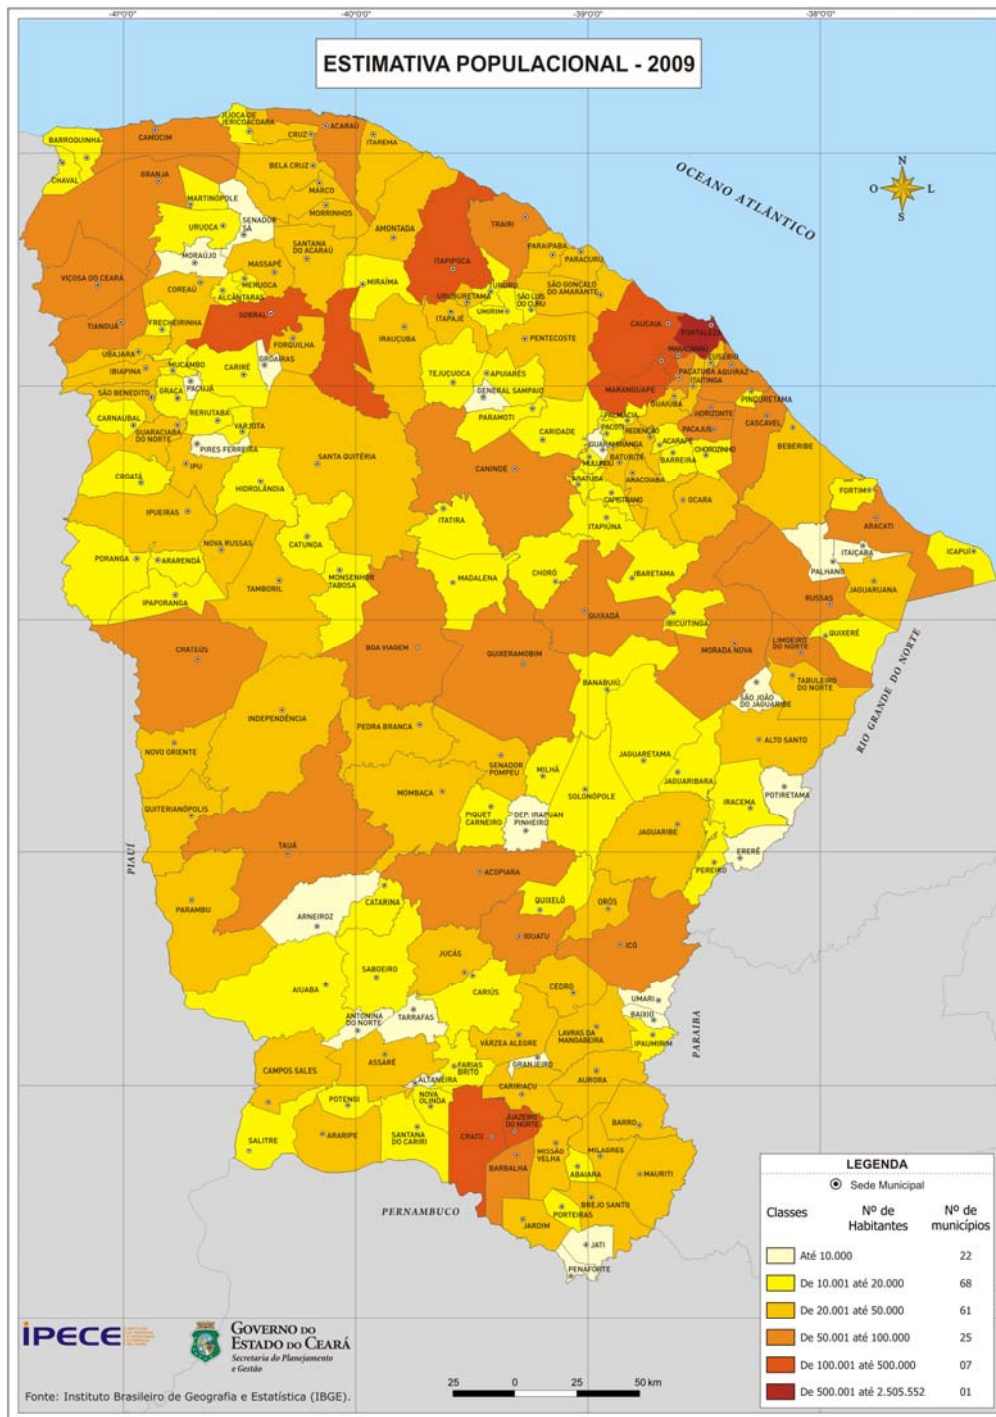 -41°0'0"
-40°0'0"
-39°0'0"
-38°0'0"
ESTIMATIVA POPULACIONAL - 2009
OCEANO ATLÂNTICO
N
O
L
S
JIJOCA DE
JERICOACOARA
BARROQUINHA
CAMOCIM
CRUZ
ACARAÚ
ITAREMA
CHAVAL
GRANJA
BELA CRUZ
MARCO
MARTINÓPOLE
MORRINHOS
SENADOR
SÁ
URUOCA
AMONTADA
TRAIRI
MORAÚJO
SANTANA
DO ACARAÚ
ITAPIPOCA
PARAIPABA
PARACURU
MASSAPÊ
VIÇOSA DO CEARÁ
COREAÚ
MERUOCA
ALCÂNTARAS
MIRAÍMA
TURURU
SÃO GONÇALO
DO AMARANTE
URUBURETAMA
SÃO LUIS
DO CURU
UMIRIM
ITAPAJÉ
TIANGUÁ
FRECHEIRINHA
SOBRAL
FORQUILHA
IRAUÇUBA
PENTECOSTE
CAUCAIA
FORTALEZA
MARACANAÚ
EUSÉBIO
UBAJARA
IBIAPINA
MUCAMBO
GROAÍRAS
CARIRÉ
PACUJÁ
TEJUÇUOCA
APUIARÉS
GENERAL SAMPAIO
MARANGUAPE
PACATUBA
AQUIRAZ
ITAITINGA
SÃO BENEDITO
GRAÇA
GUAIÚBA
PINDORETAMA
CARNAUBAL
RERIUTABA
VARJOTA
GUARACIABA
DO NORTE
PARAMOTI
CARIDADE
PALMÁCIA
PACOTI
REDENÇÃO
HORIZONTE
PACAJUS
CASCAVEL
BEBERIBE
PIRES FERREIRA
GUARAMIRANGA
ACARAPE
BARREIRA
CHOROZINHO
BATURITÉ
MULUNGU
ARATUBA
ARACOIABA
IPU
SANTA QUITÉRIA
CANINDÉ
CROATÁ
HIDROLÂNDIA
CAPISTRANO
OCARA
FORTIM
ARACATI
IPUEIRAS
ITATIRA
ITAPIÚNA
NOVA RUSSAS
CATUNDA
ITAIÇABA
ICAPUÍ
PALHANO
PORANGA
ARARENDÁ
MONSENHOR
TABOSA
MADALENA
CHORÓ
IBARETAMA
JAGUARUANA
IPAPORANGA
TAMBORIL
QUIXADÁ
RUSSAS
IBICUITINGA
QUIXERÉ
CRATEÚS
BOA VIAGEM
QUIXERAMOBIM
MORADA NOVA
LIMOEIRO
DO NORTE
TABULEIRO
DO NORTE
SÃO JOÃO
DO JAGUARIBE
BANABUIÚ
RIO GRANDE DO NORTE
INDEPENDÊNCIA
PEDRA BRANCA
NOVO ORIENTE
ALTO SANTO
SENADOR
POMPEU
MILHÃ
JAGUARETAMA
JAGUARIBARA
QUITERIANÓPOLIS
MOMBAÇA
PIQUET
CARNEIRO
SOLONÓPOLE
DEP. IRAPUAN
PINHEIRO
IRACEMA
POTIRETAMA
JAGUARIBE
PIAUÍ
TAUÁ
ERERÊ
PEREIRO
ACOPIARA
PARAMBU
ARNEIROZ
CATARINA
QUIXELÔ
ORÓS
IGUATU
ICÓ
JUCÁS
SABOEIRO
AIUABA
CARIÚS
CEDRO
UMARI
BAIXIO
ANTONINA
DO NORTE
TARRAFAS
LAVRAS DA
MANGABEIRA
IPAUMIRIM
VÁRZEA ALEGRE
PARAIBA
ASSARÉ
GRANJEIRO
CAMPOS SALES
ALTANEIRA
FARIAS
BRITO
AURORA
NOVA
OLINDA
CARIRIAÇU
POTENGI
SANTANA
DO CARIRI
CRATO
JUAZEIRO
DO NORTE
BARRO
ARARIPE
SALITRE
MISSÃO
VELHA
MILAGRES
BARBALHA
ABAIARA
MAURITI
BREJO SANTO
PORTEIRAS
PERNAMBUCO
JARDIM
JATI
PENAFORTE
LEGENDA
Sede Municipal
Classes
Nº de
Habitantes
Nº de
municípios
Até 10.000 22
De 10.001 até 20.000 68
De 20.001 até 50.000 61
De 50.001 até 100.000 25
De 100.001 até 500.000 07
De 500.001 até 2.505.552 01
IPECE
GOVERNO DO
ESTADO DO CEARÁ
Secretaria do Planejamento
e Gestão
25 0 25 50 km
Fonte: Instituto Brasileiro de Geografia e Estatística (IBGE).